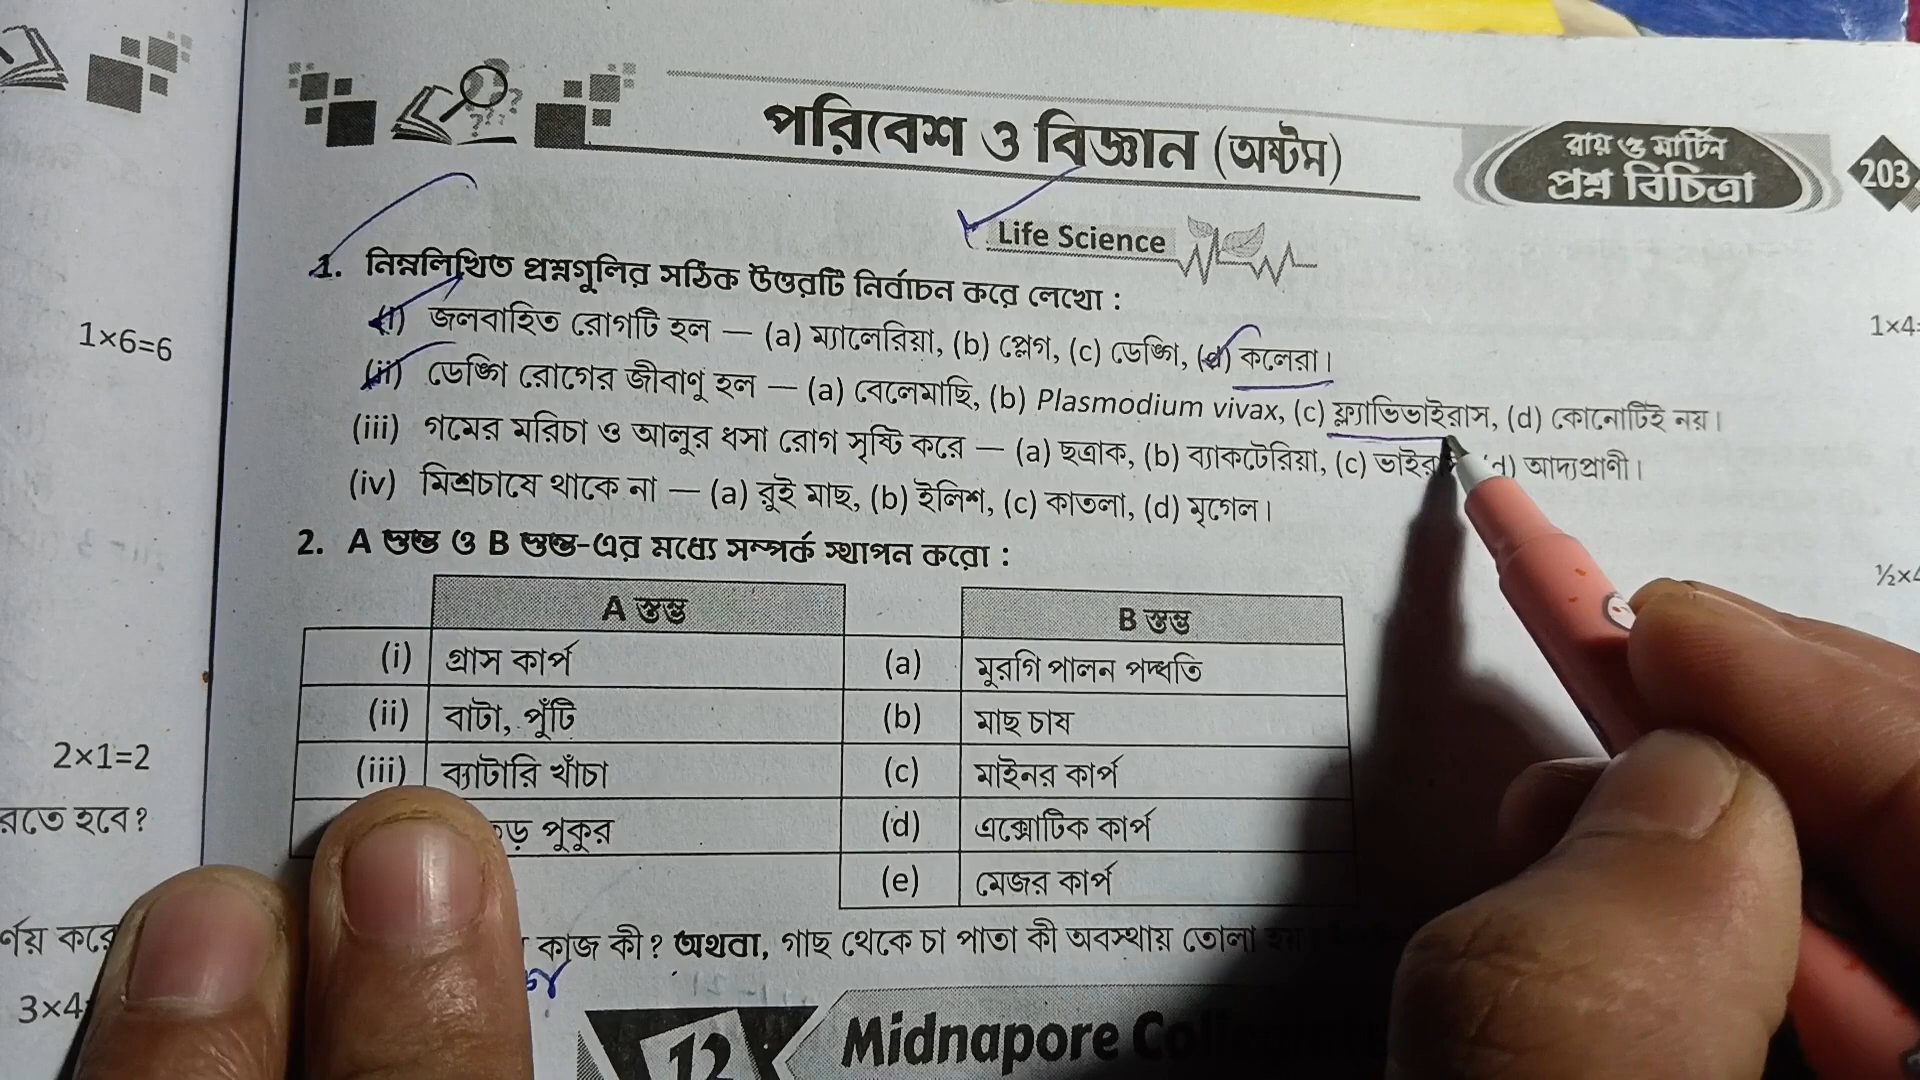 পরিবেশ ও বিজ্ঞান (অষ্টম)
রায় ও মার্টিন
প্রশ্ন বিচিত্রা
203
Life Science
1. নিম্নলিখিত প্রশ্নগুলির সঠিক উত্তরটি নির্বাচন করে লেখো :
1×6=6
1×4=
(i) জলবাহিত রোগটি হল — (a) ম্যালেরিয়া, (b) প্লেগ, (c) ডেঙ্গি, (d) কলেরা।
(ii) ডেঙ্গি রোগের জীবাণু হল — (a) বেলেমাছি, (b) Plasmodium vivax, (c) ফ্ল্যাভিভাইরাস, (d) কোনোটিই নয়।
(iii) গমের মরিচা ও আলুর ধসা রোগ সৃষ্টি করে — (a) ছত্রাক, (b) ব্যাকটেরিয়া, (c) আদ্যপ্রাণী।
(iv) মিশ্রচাষে থাকে না — (a) রুই মাছ, (b) ইলিশ, (c) কাতলা, (d) মৃগেল।
2. A স্তম্ভ ও B স্তম্ভ-এর মধ্যে সম্পর্ক স্থাপন করো :
½×4
A স্তম্ভ B স্তম্ভ
(i) গ্রাস কার্প (a) মুরগি পালন পদ্ধতি
(ii) বাটা, পুঁটি (b) মাছ চাষ
(iii) ব্যাটারি খাঁচা (c) মাইনর কার্প
পুকুর (d) এক্সোটিক কার্প
(e) মেজর কার্প
2×1=2
রতে হবে?
কাজ কী? অথবা, গাছ থেকে চা পাতা কী অবস্থায় তোলা
র্ণয় করে
3×4
12 Midnapore